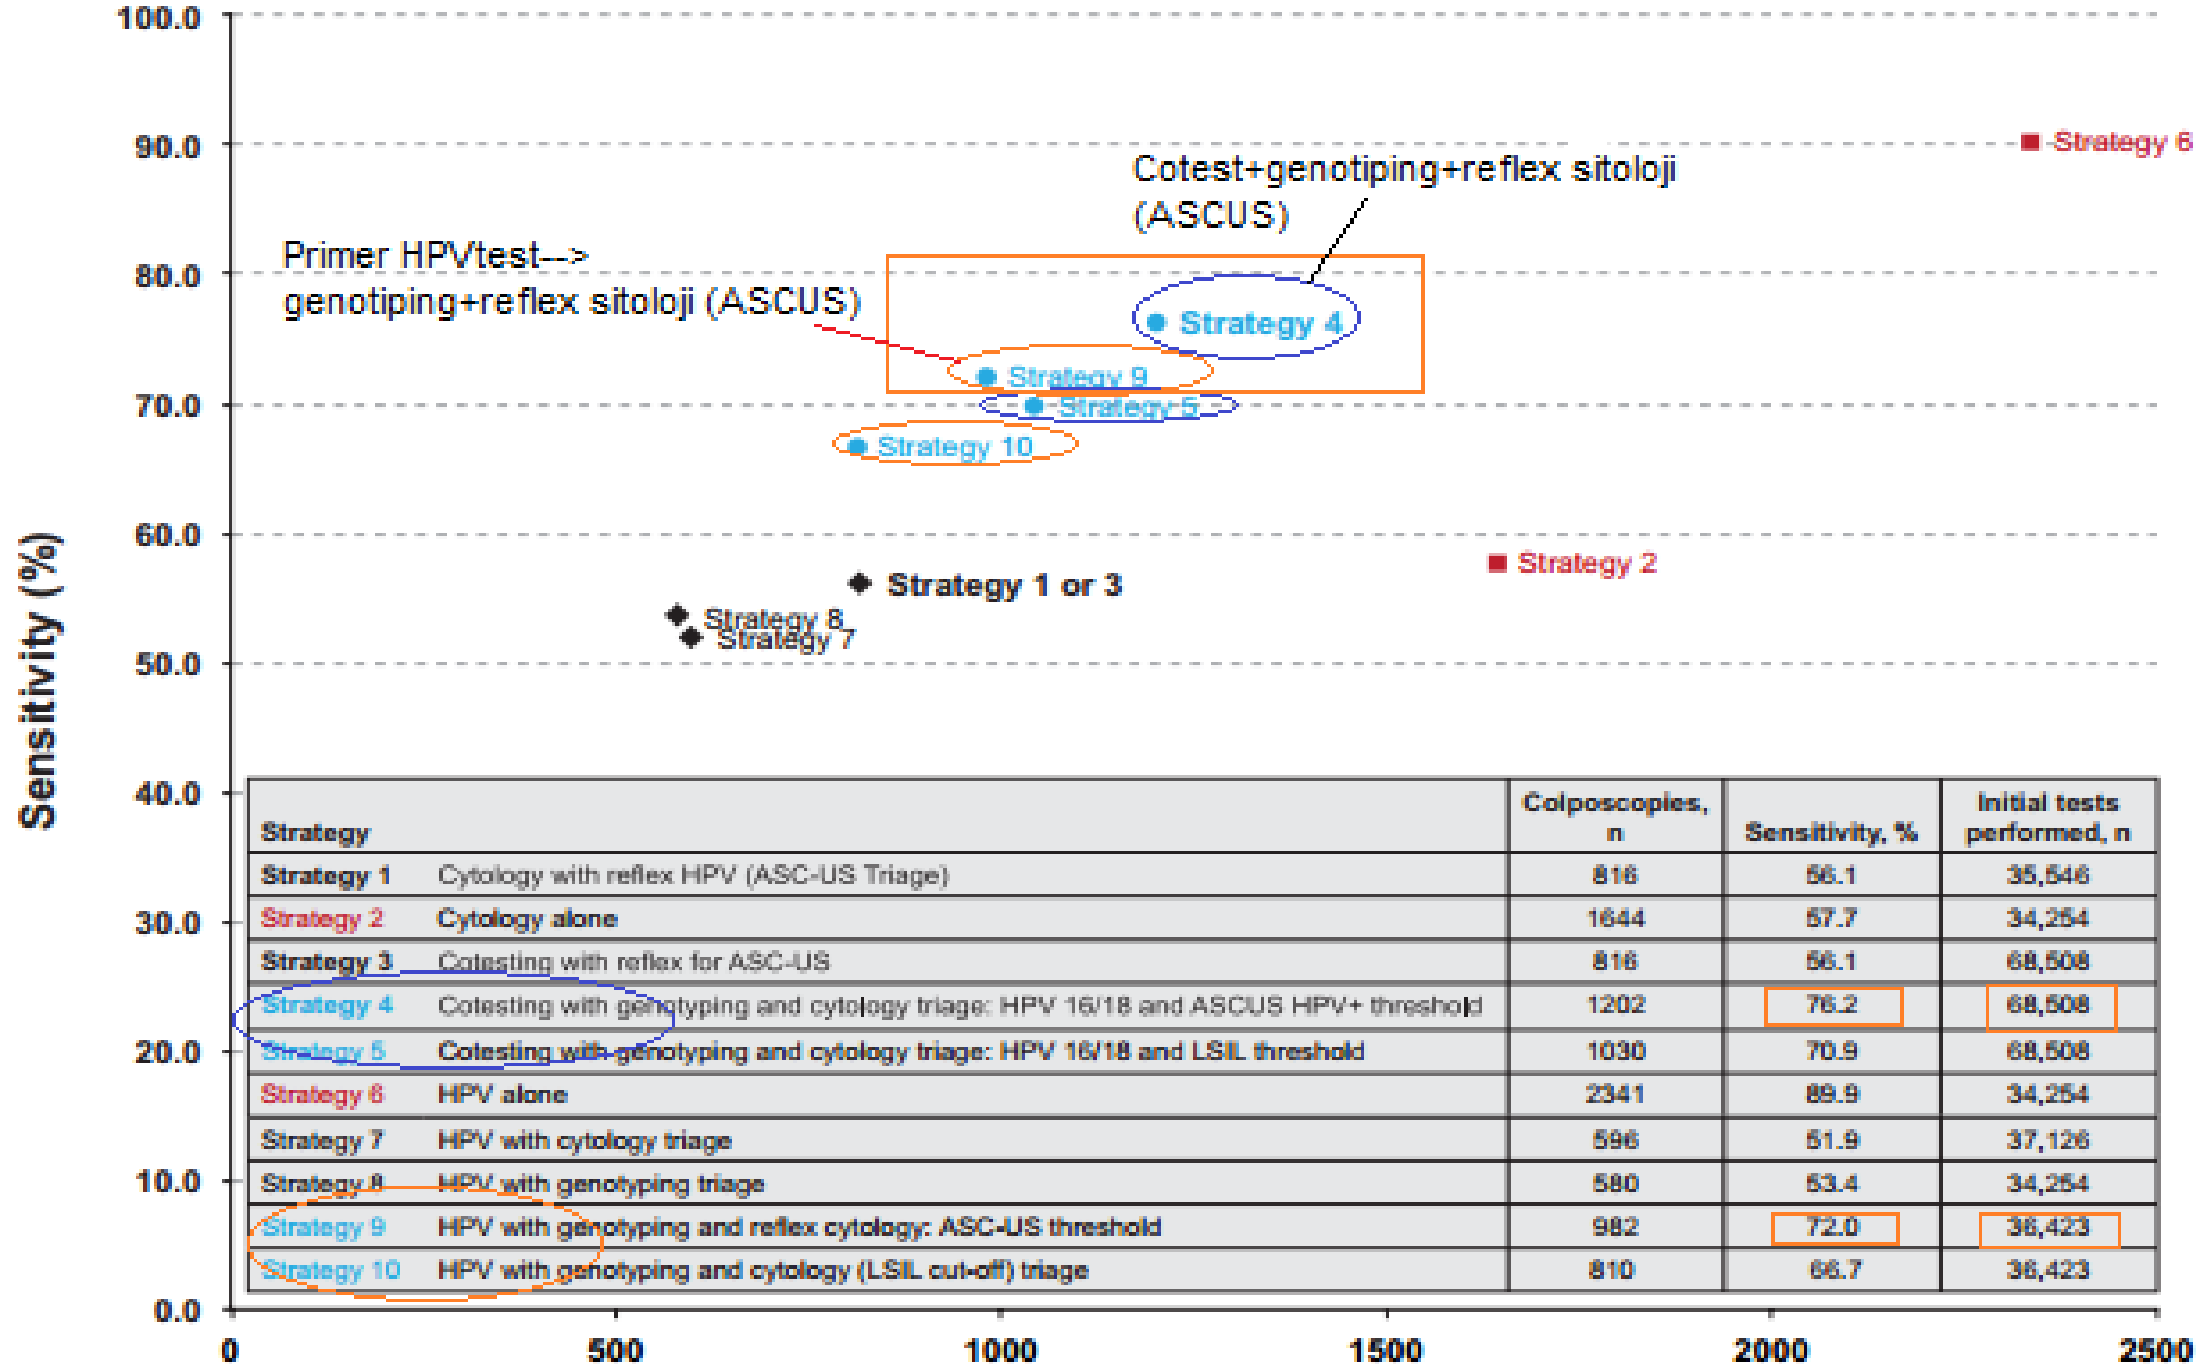 100.0
90.0
Strategy 6
Cotest+genotiping+reflex sitoloji
(ASCUS)
Primer HPVtest-->
genotiping+reflex sitoloji (ASCUS)
80.0
Strategy 4
Strategy 9
70.0
Strategy 5
Strategy 10
60.0
Strategy 2
Strategy 1 or 3
Strategy 8
Strategy 7
50.0
Sensitivity (%)
40.0
30.0
20.0
10.0
0.0
Strategy Colposcopies, n Sensitivity, % Initial tests performed, n
Strategy 1 Cytology with reflex HPV (ASC-US Triage) 816 56.1 35,546
Strategy 2 Cytology alone 1644 57.7 34,254
Strategy 3 Cotesting with reflex for ASC-US 816 56.1 68,508
Strategy 4 Cotesting with genotyping and cytology triage: HPV 16/18 and ASCUS HPV+ threshold 1202 76.2 68,508
Strategy 5 Cotesting with genotyping and cytology triage: HPV 16/18 and LSIL threshold 1030 70.9 68,508
Strategy 6 HPV alone 2341 89.9 34,254
Strategy 7 HPV with cytology triage 596 51.9 37,126
Strategy 8 HPV with genotyping triage 580 53.4 34,254
Strategy 9 HPV with genotyping and reflex cytology: ASC-US threshold 982 72.0 36,423
Strategy 10 HPV with genotyping and cytology (LSIL cut-off) triage 810 66.7 36,423
0 500 1000 1500 2000 2500